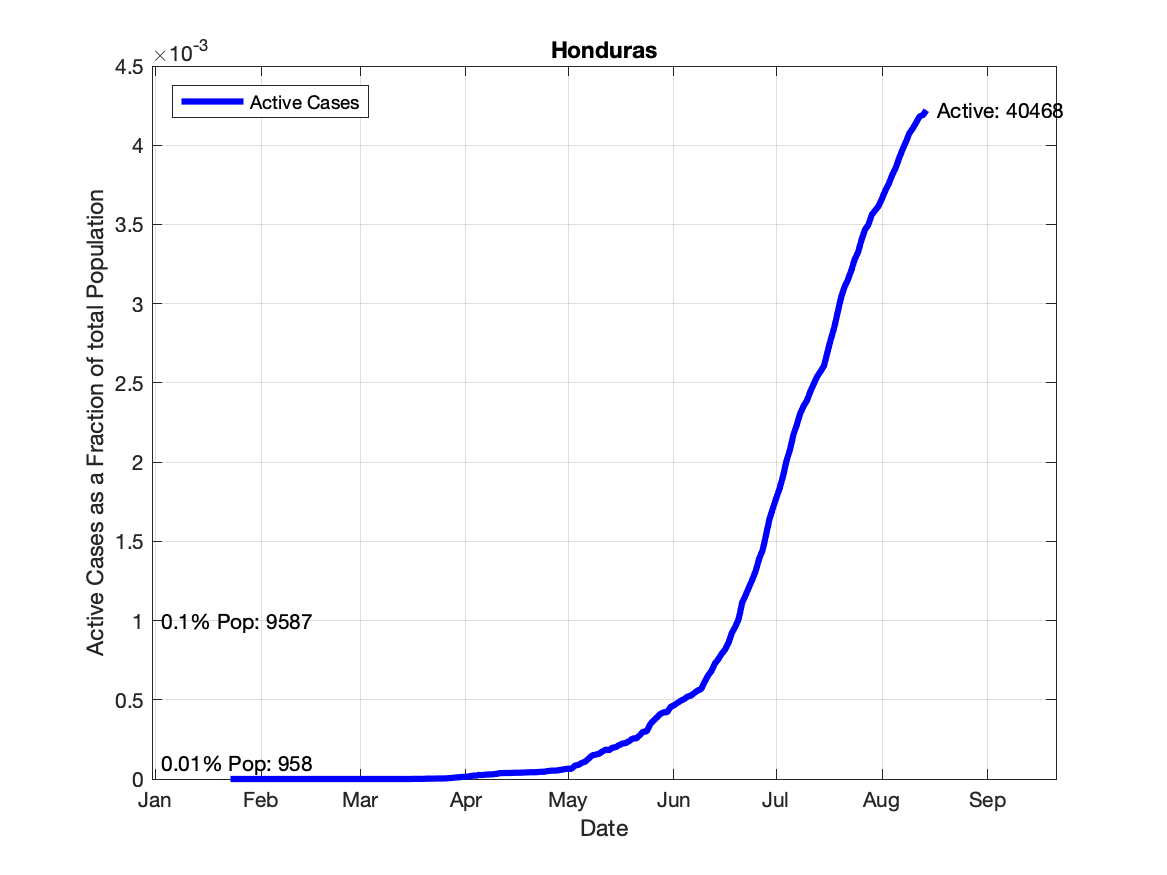 Honduras
×10-3
4.5
4
3.5
3
2.5
2
1.5
1
0.5
0
Active Cases as a Fraction of total Population
Active Cases
Active: 40468
0.1% Pop: 9587
0.01% Pop: 958
Jan Feb Mar Apr May Jun Jul Aug Sep
Date